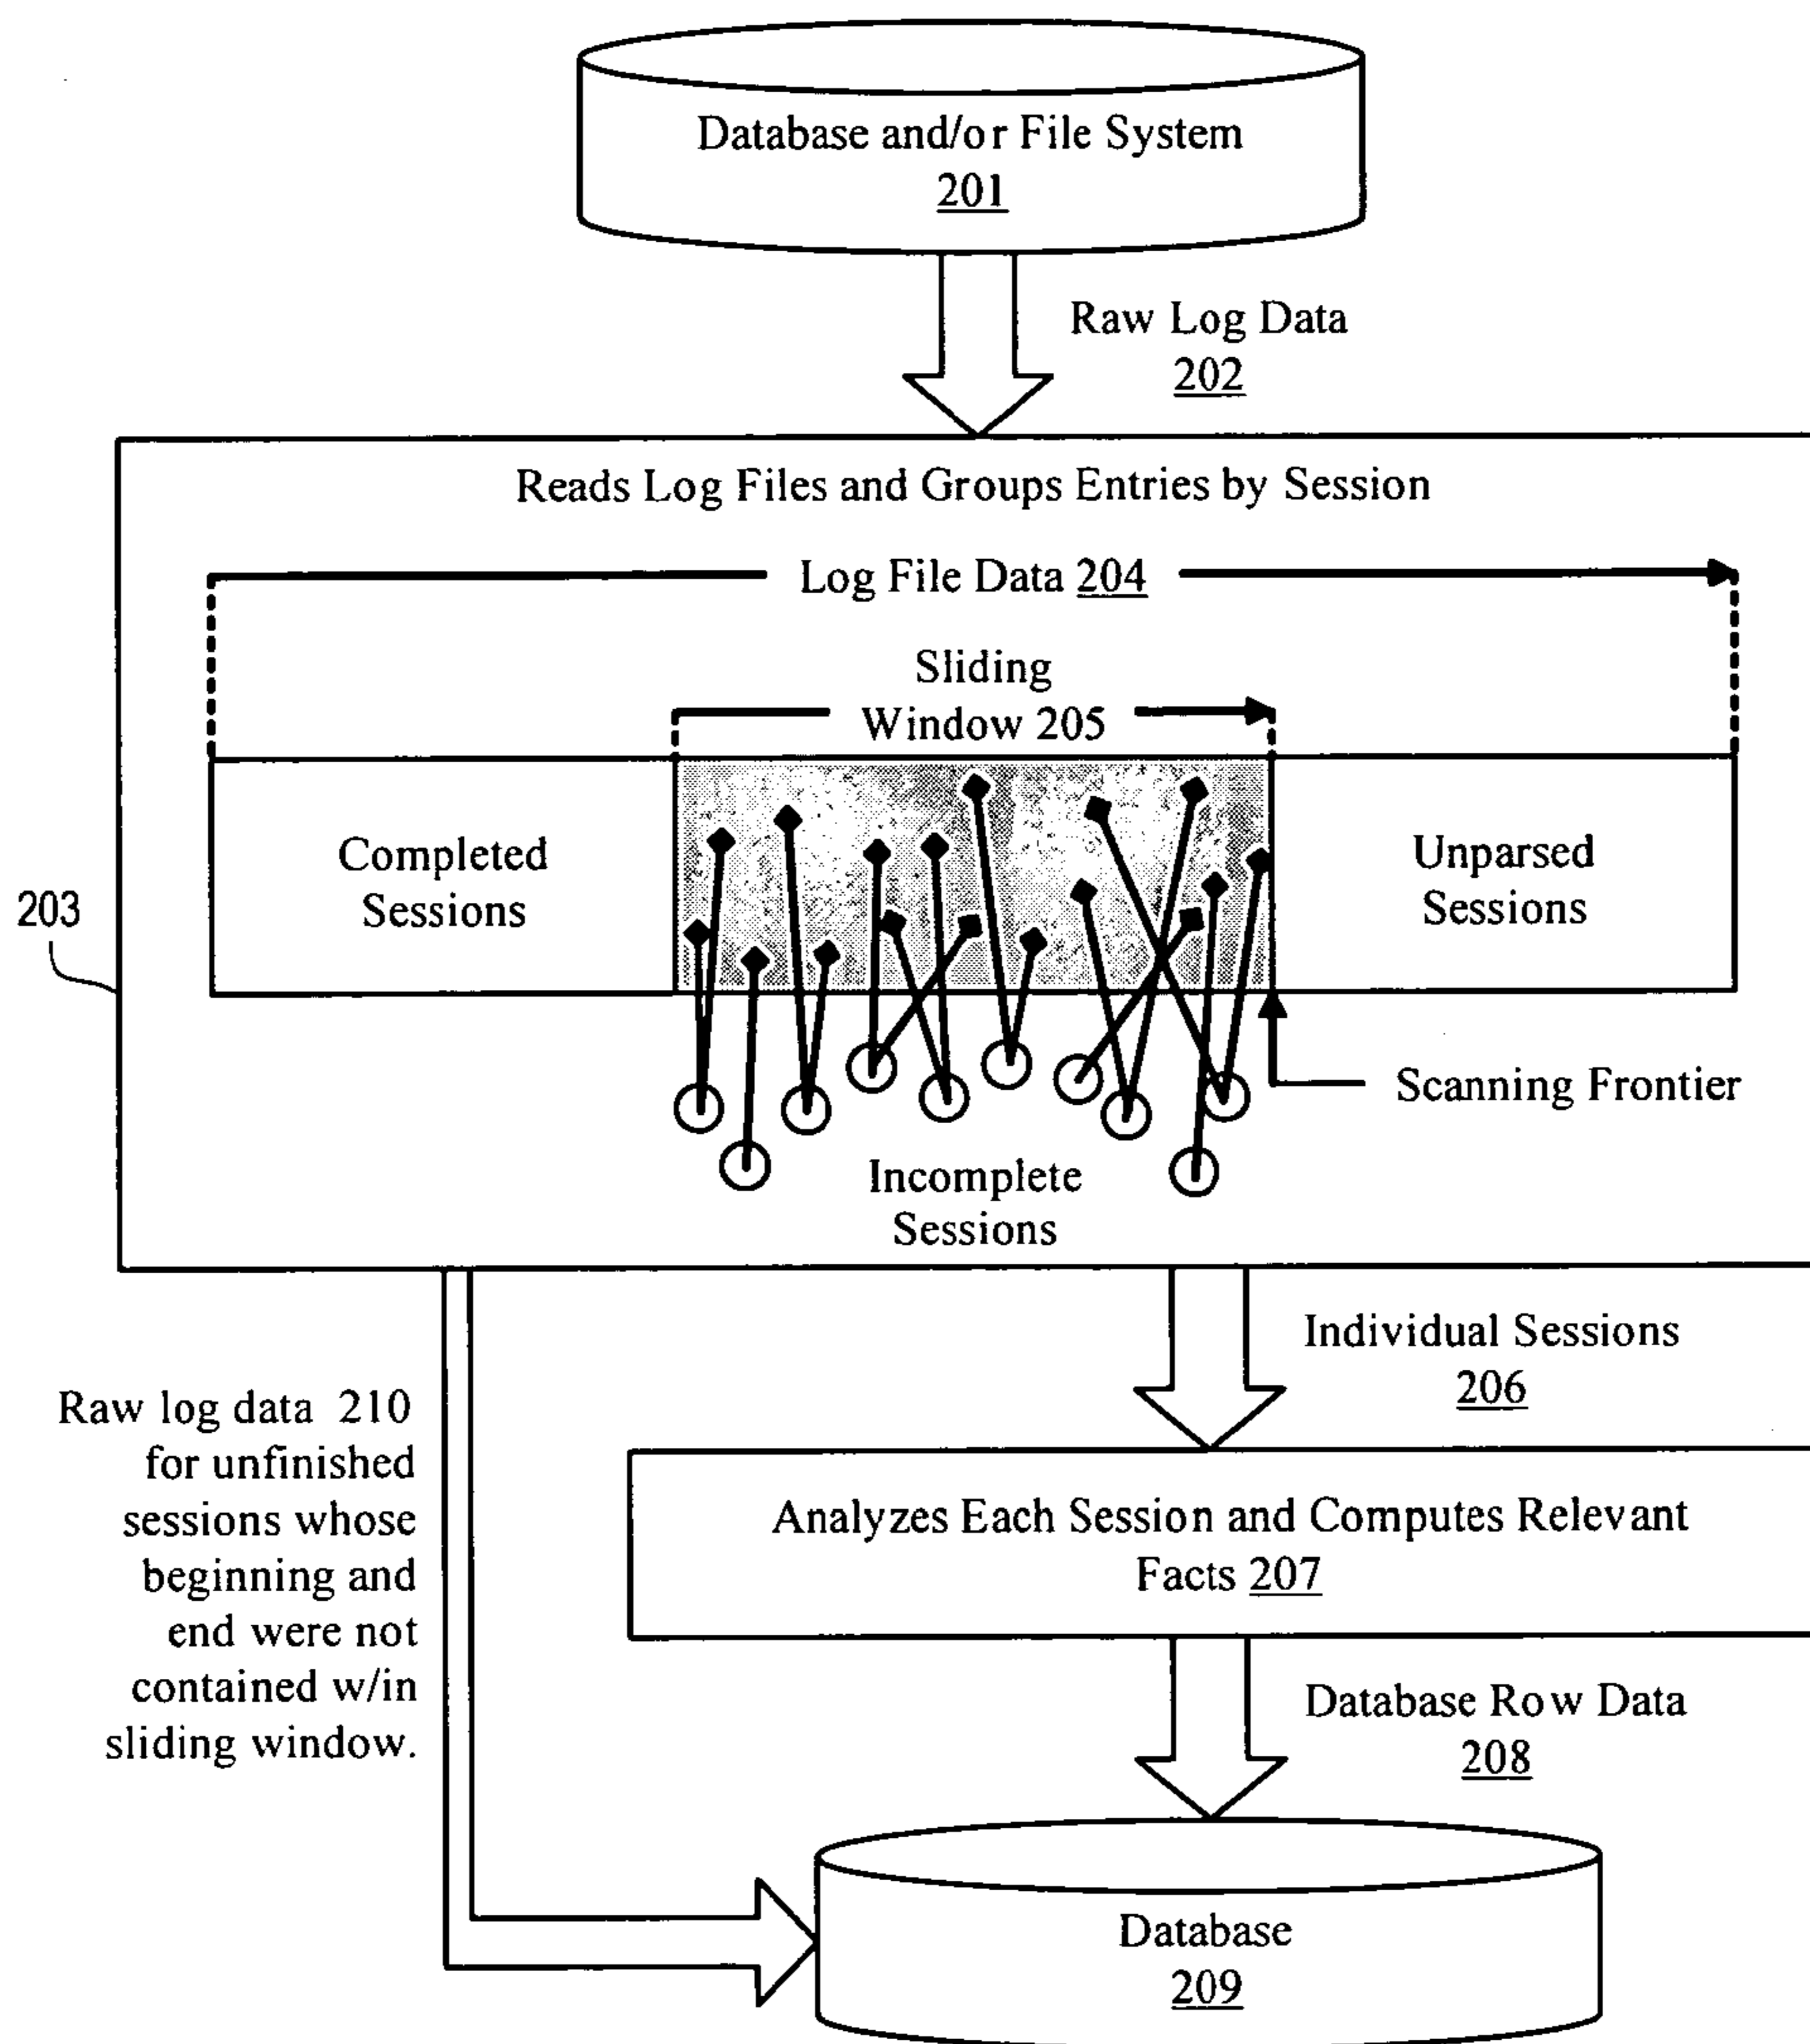 Database and/or File System
201
Raw Log Data
202
Reads Log Files and Groups Entries by Session
Log File Data 204
Sliding
Window 205
Completed
Sessions
Unparsed
Sessions
203
Scanning Frontier
Incomplete
Sessions
Individual Sessions
206
Raw log data 210
for unfinished
sessions whose
beginning and
end were not
contained w/in
sliding window.
Analyzes Each Session and Computes Relevant
Facts 207
Database Row Data
208
Database
209